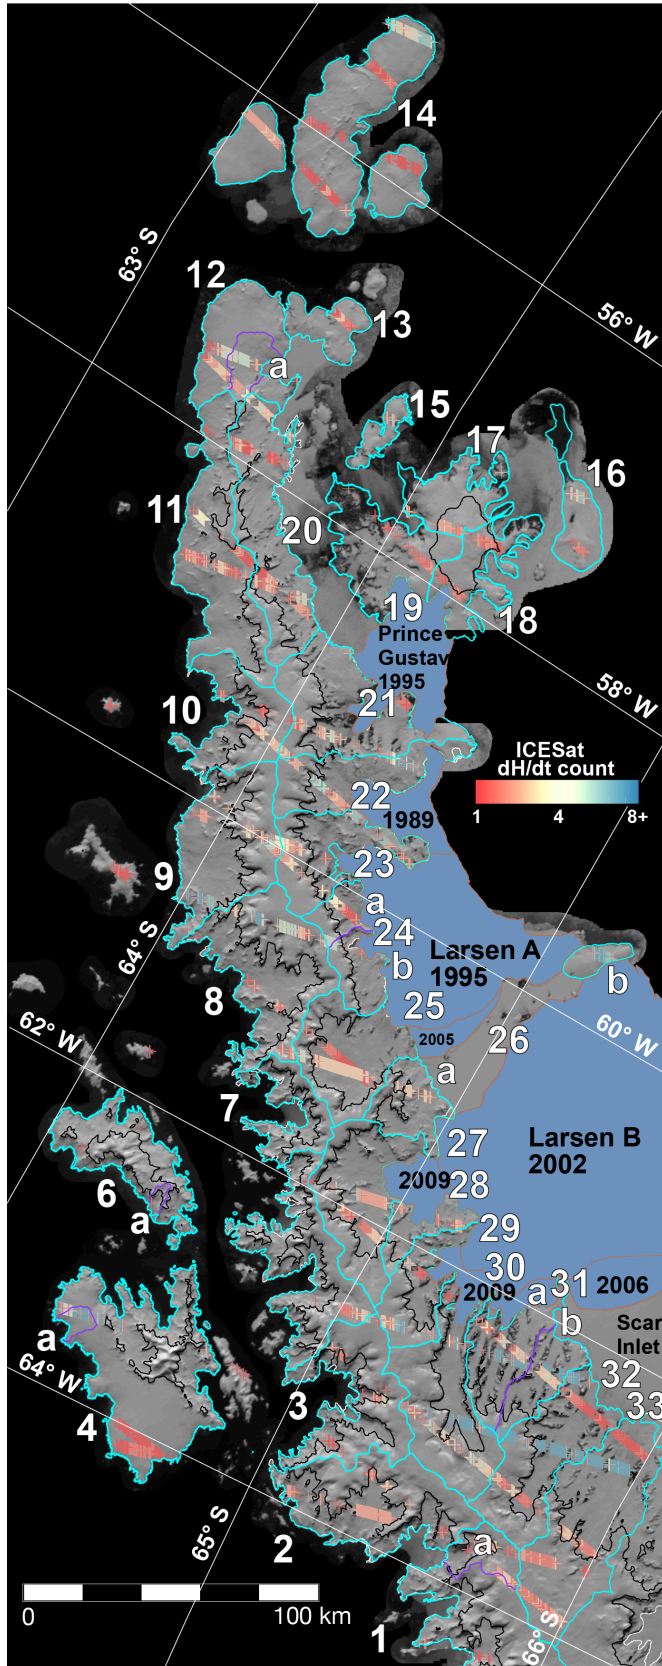 14
63° S
12
56° W
13
a
15
17
16
11
20
19
18
Prince
Gustav
1995
58° W
21
10
ICESat
dH/dt count
1
4
8+
22
1989
23
9
a
24
64° S
Larsen A
1995
b
b
8
25
62° W
2005
26
60° W
a
7
27
Larsen B
2002
6
2009
28
a
29
30
31
2009
a
2006
b
a
Scar
Inlet
64° W
32
3
33
4
65° S
2
a
0
100 km
1
66° S